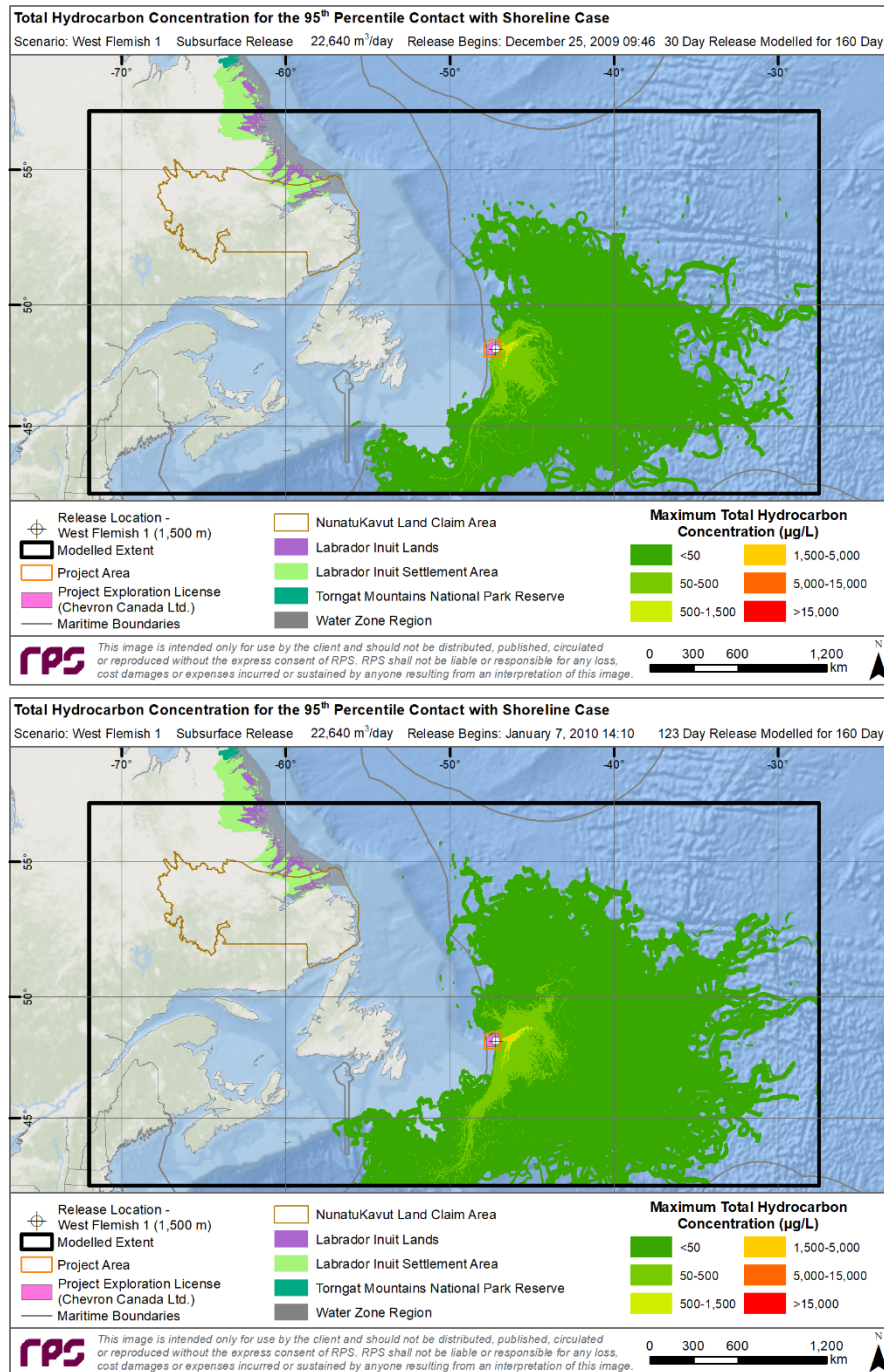 Total Hydrocarbon Concentration for the 95th Percentile Contact with Shoreline Case
Scenario: West Flemish 1 Subsurface Release 22,640 m³/day Release Begins: December 25, 2009 09:46 30 Day Release Modelled for 160 Day
-70° -60° -50° -40° -30°
55°
50°
45°
Release Location -
West Flemish 1 (1,500 m)
Modelled Extent
Project Area
Project Exploration License
(Chevron Canada Ltd.)
Maritime Boundaries
NunatuKavut Land Claim Area
Labrador Inuit Lands
Labrador Inuit Settlement Area
Torngat Mountains National Park Reserve
Water Zone Region
Maximum Total Hydrocarbon
Concentration (µg/L)
<50 1,500-5,000
50-500 5,000-15,000
500-1,500 >15,000
rps
This image is intended only for use by the client and should not be distributed, published, circulated
or reproduced without the express consent of RPS. RPS shall not be liable or responsible for any loss,
cost damages or expenses incurred or sustained by anyone resulting from an interpretation of this image.
0 300 600 1,200
km
N
Total Hydrocarbon Concentration for the 95th Percentile Contact with Shoreline Case
Scenario: West Flemish 1 Subsurface Release 22,640 m³/day Release Begins: January 7, 2010 14:10 123 Day Release Modelled for 160 Day
-70° -60° -50° -40° -30°
55°
50°
45°
Release Location -
West Flemish 1 (1,500 m)
Modelled Extent
Project Area
Project Exploration License
(Chevron Canada Ltd.)
Maritime Boundaries
NunatuKavut Land Claim Area
Labrador Inuit Lands
Labrador Inuit Settlement Area
Torngat Mountains National Park Reserve
Water Zone Region
Maximum Total Hydrocarbon
Concentration (µg/L)
<50 1,500-5,000
50-500 5,000-15,000
500-1,500 >15,000
rps
This image is intended only for use by the client and should not be distributed, published, circulated
or reproduced without the express consent of RPS. RPS shall not be liable or responsible for any loss,
cost damages or expenses incurred or sustained by anyone resulting from an interpretation of this image.
0 300 600 1,200
km
N